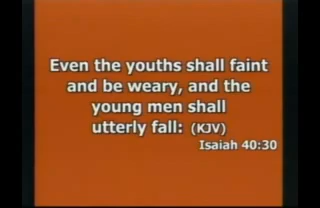 Even the youths shall faint
and be weary, and the
young men shall
utterly fall: (KJV)
Isaiah 40:30